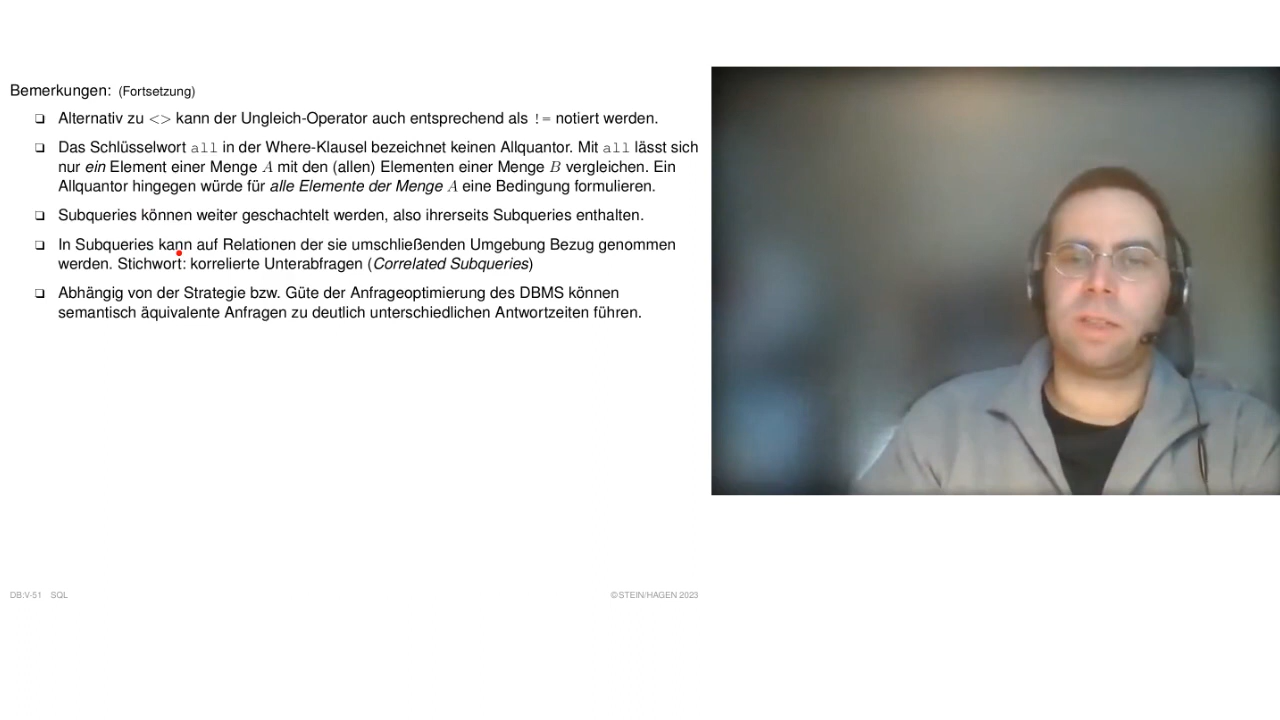 Bemerkungen: (Fortsetzung)
❑ Alternativ zu <> kann der Ungleich-Operator auch entsprechend als != notiert werden.
❑ Das Schlüsselwort all in der Where-Klausel bezeichnet keinen Allquantor. Mit all lässt sich
nur ein Element einer Menge A mit den (allen) Elementen einer Menge B vergleichen. Ein
Allquantor hingegen würde für alle Elemente der Menge A eine Bedingung formulieren.
❑ Subqueries können weiter geschachtelt werden, also ihrerseits Subqueries enthalten.
❑ In Subqueries kann auf Relationen der sie umschließenden Umgebung Bezug genommen
werden. Stichwort: korrelierte Unterabfragen (Correlated Subqueries)
❑ Abhängig von der Strategie bzw. Güte der Anfrageoptimierung des DBMS können
semantisch äquivalente Anfragen zu deutlich unterschiedlichen Antwortzeiten führen.
DB:V-51 SQL ©STEIN/HAGEN 2023